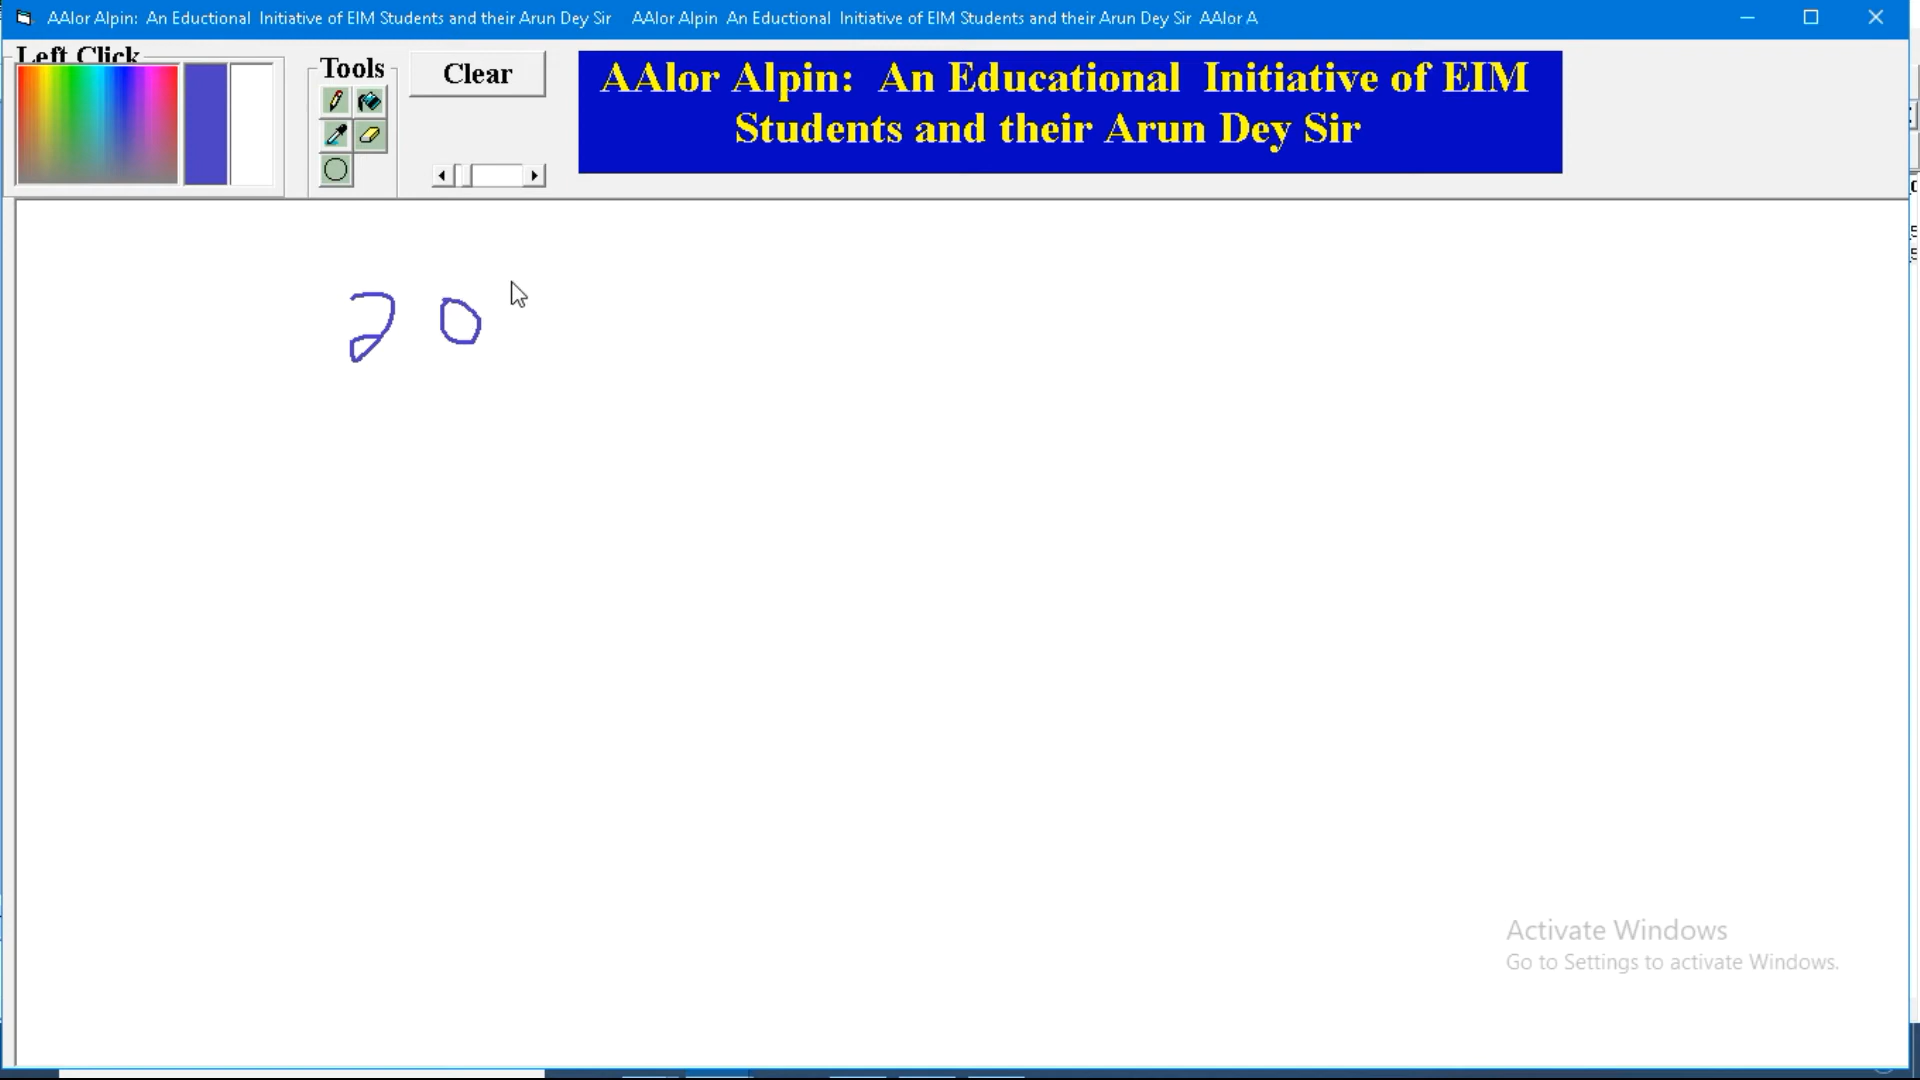 AAlor Alpin:  An Eductional  Initiative of EIM Students and their Arun Dey Sir     AAlor Alpin  An Eductional  Initiative of EIM Students and their Arun Dey Sir  AAlor A
Left Click
Tools
Clear
AAlor Alpin:  An Educational  Initiative of EIM
Students and their Arun Dey Sir
2 0
Activate Windows
Go to Settings to activate Windows.